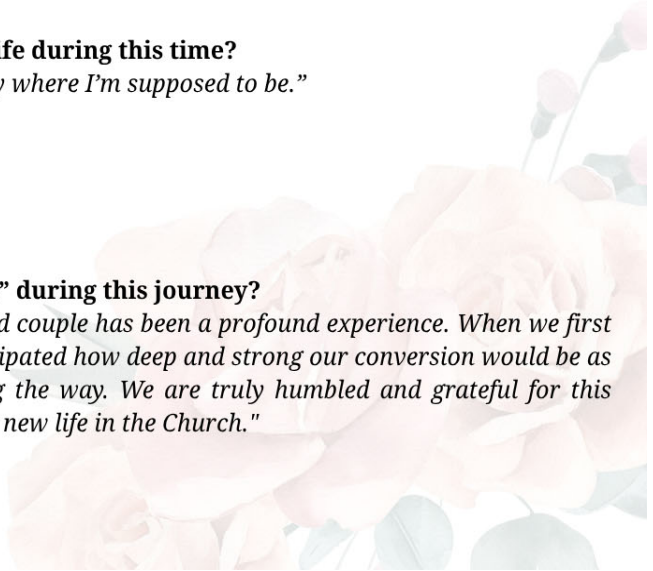 ife during this time?
y where I’m supposed to be.”
” during this journey?
d couple has been a profound experience. When we first
ipated how deep and strong our conversion would be as
g the way. We are truly humbled and grateful for this
new life in the Church."